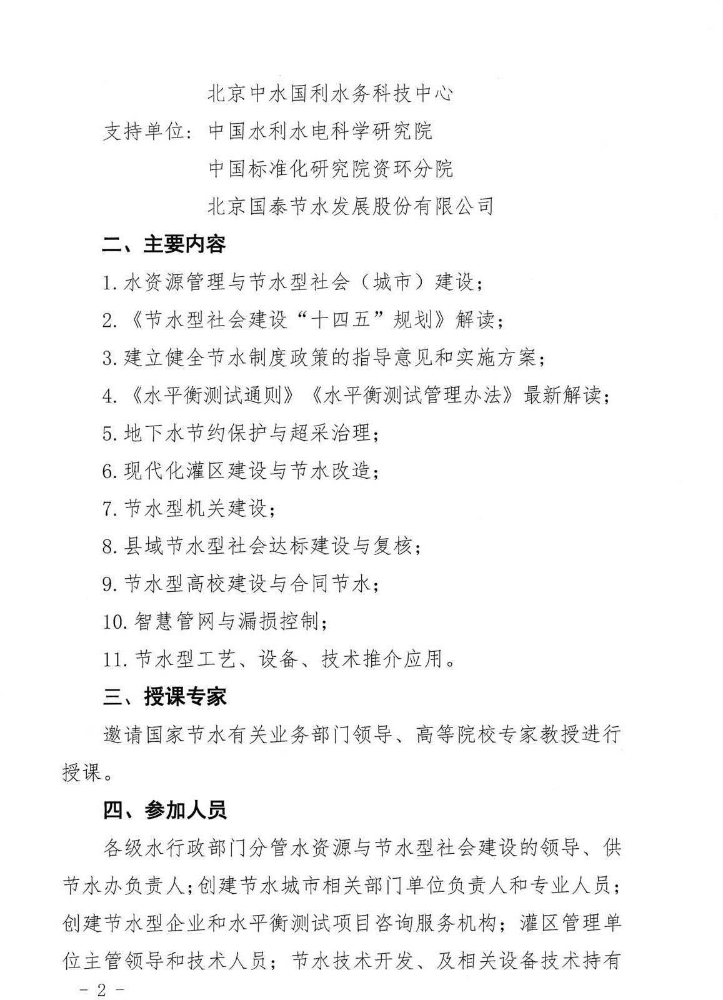 北京中水国利水务科技中心
支持单位: 中国水利水电科学研究院
中国标准化研究院资环分院
北京国泰节水发展股份有限公司
二、主要内容
1.水资源管理与节水型社会（城市）建设；
2.《节水型社会建设“十四五”规划》解读；
3.建立健全节水制度政策的指导意见和实施方案；
4.《水平衡测试通则》《水平衡测试管理办法》最新解读；
5.地下水节约保护与超采治理；
6.现代化灌区建设与节水改造；
7.节水型机关建设；
8.县域节水型社会达标建设与复核；
9.节水型高校建设与合同节水；
10.智慧管网与漏损控制；
11.节水型工艺、设备、技术推介应用。
三、授课专家
邀请国家节水有关业务部门领导、高等院校专家教授进行
授课。
四、参加人员
各级水行政部门分管水资源与节水型社会建设的领导、供
节水办负责人；创建节水城市相关部门单位负责人和专业人员；
创建节水型企业和水平衡测试项目咨询服务机构；灌区管理单
位主管领导和技术人员；节水技术开发、及相关设备技术持有
- 2 -